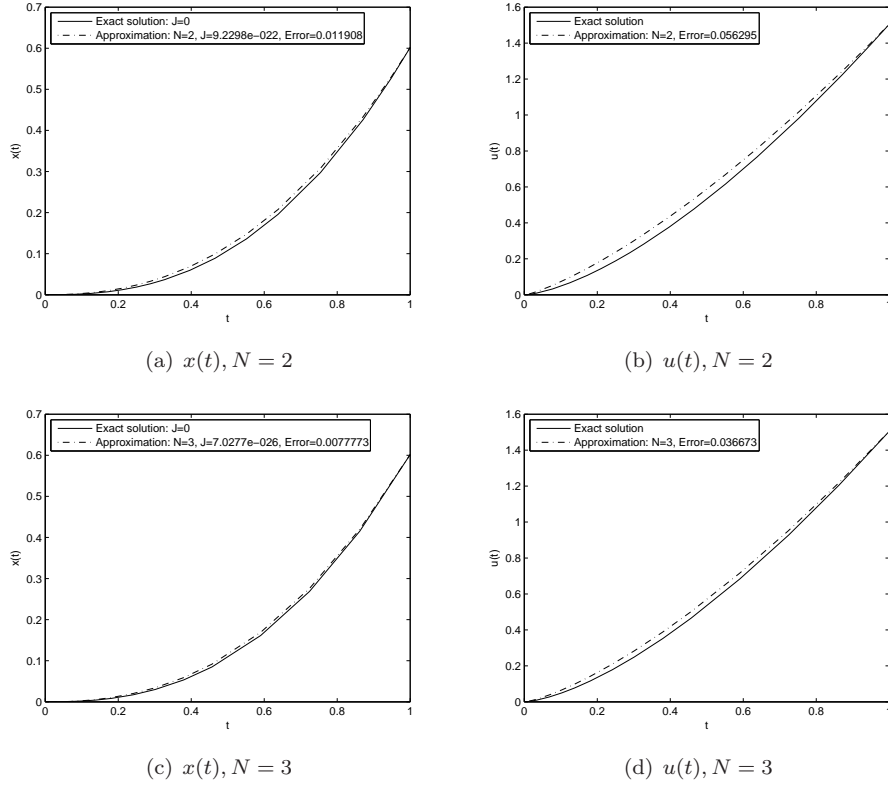 Exact solution: J=0
Approximation: N=2, J=9.2298e−022, Error=0.011908
0.7
0.6
0.5
0.4
0.3
0.2
0.1
0
x(t)
0
0.2
0.4
0.6
0.8
1
t
(a) x(t), N = 2
Exact solution
Approximation: N=2, Error=0.056295
1.6
1.4
1.2
1
0.8
0.6
0.4
0.2
0
u(t)
0
0.2
0.4
0.6
0.8
1
t
(b) u(t), N = 2
Exact solution: J=0
Approximation: N=3, J=7.0277e−026, Error=0.0077773
0.7
0.6
0.5
0.4
0.3
0.2
0.1
0
x(t)
0
0.2
0.4
0.6
0.8
1
t
(c) x(t), N = 3
Exact solution
Approximation: N=3, Error=0.036673
1.6
1.4
1.2
1
0.8
0.6
0.4
0.2
0
u(t)
0
0.2
0.4
0.6
0.8
1
t
(d) u(t), N = 3